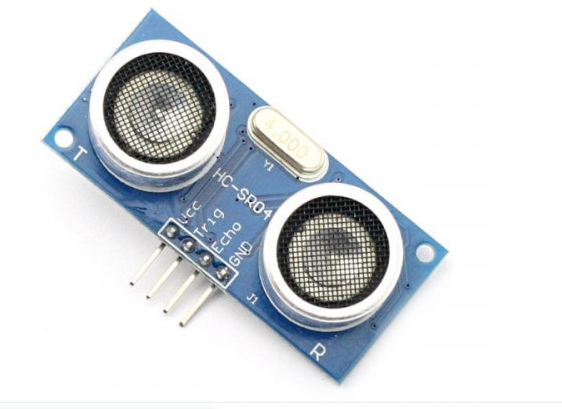 T
4.000
Y1
HC-SR04
Vcc
Trig
Echo
GND
J1
R